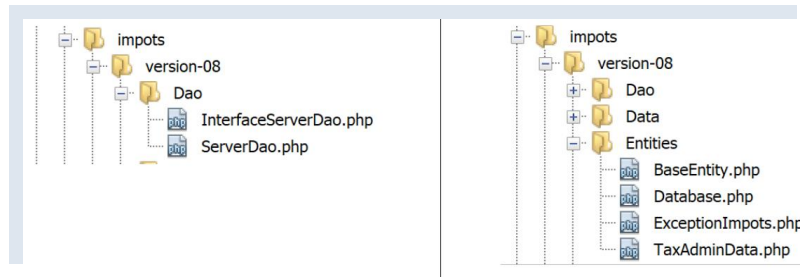 impots
version-08
Dao
InterfaceServerDao.php
ServerDao.php
impots
version-08
Dao
Data
Entities
BaseEntity.php
Database.php
ExceptionImpots.php
TaxAdminData.php